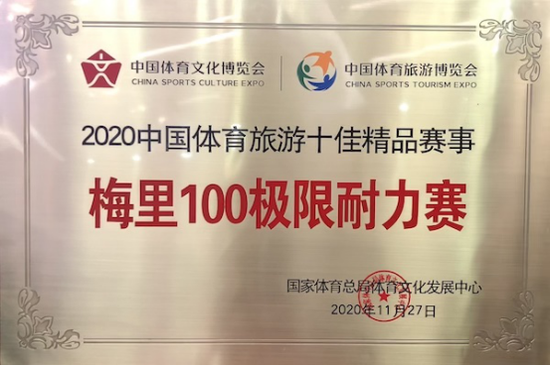 中国体育文化博览会 中国体育旅游博览会
CHINA SPORTS CULTURE EXPO CHINA SPORTS TOURISM EXPO
2020中国体育旅游十佳精品赛事
梅里100极限耐力赛
国家体育总局体育文化发展中心
2020年11月27日